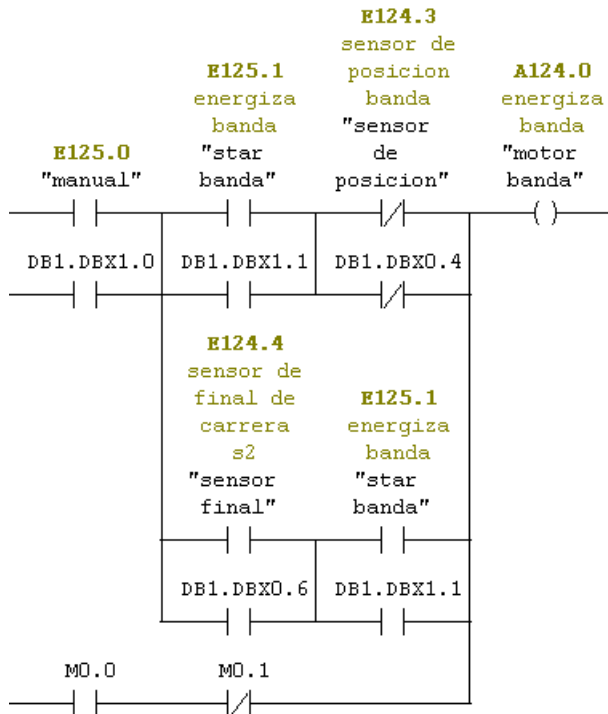 E124.3
sensor de
E125.1 posicion A124.0
energiza banda energiza
banda "sensor banda
E125.0 "star de "motor
"manual" banda" posicion" banda"
DB1.DBX1.0 DB1.DBX1.1 DB1.DBX0.4
E124.4
sensor de
final de E125.1
carrera energiza
s2 banda
"sensor "star
final" banda"
DB1.DBX0.6 DB1.DBX1.1
M0.0 M0.1